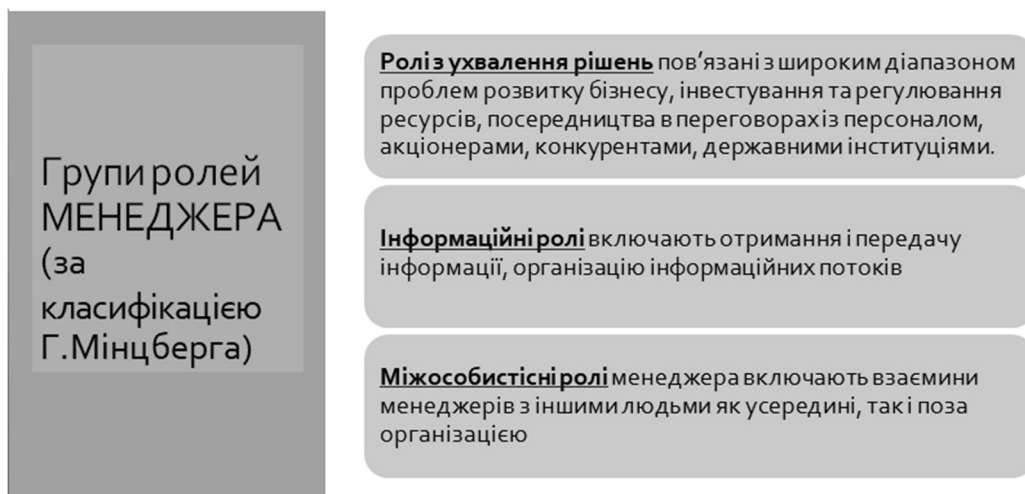 Групи ролей
МЕНЕДЖЕРА
(за
класифікацією
Г.Мінцберга)
Ролі з ухвалення рішень пов’язані з широким діапазоном
проблем розвитку бізнесу, інвестування та регулювання
ресурсів, посередництва в переговорах із персоналом,
акціонерами, конкурентами, державними інституціями.
Інформаційні ролі включають отримання і передачу
інформації, організацію інформаційних потоків
Міжособистісні ролі менеджера включають взаємини
менеджерів з іншими людьми як усередині, так і поза
організацією